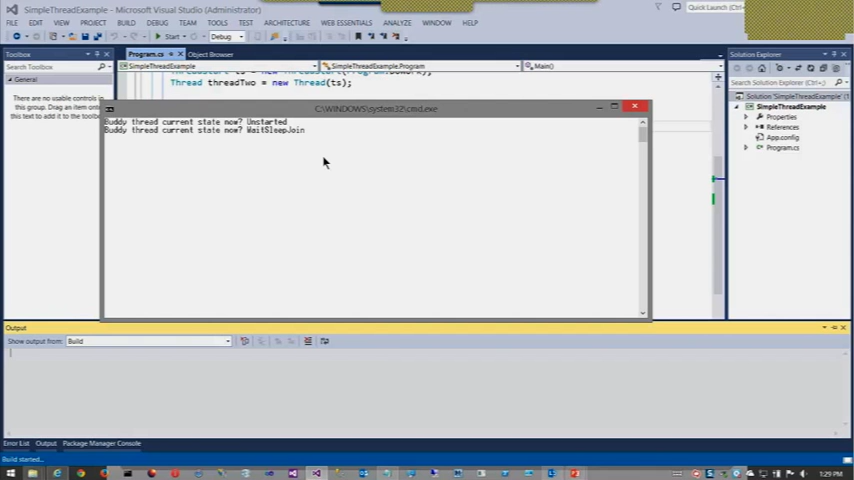 SimpleThreadExample - Microsoft Visual Studio (Administrator)
Quick Launch (Ctrl
FILE EDIT VIEW PROJECT BUILD DEBUG TEAM TOOLS TEST ARCHITECTURE WEB ESSENTIALS ANALYZE WINDOW HELP
Start Debug
Toolbox
Program.cs Object Browser
Solution Explorer
SimpleThreadExample SimpleThreadExample.Program Main()
General
There are no usable controls in
this group. Drag an item onto
this text to add it to the toolbox.
Thread threadTwo = new Thread(ts);
Search Solution Explorer (Ctrl+;)
Solution 'SimpleThreadExample' (1
SimpleThreadExample
Properties
References
App.config
Program.cs
C:\WINDOWS\system32\cmd.exe
Buddy thread current state now? Unstarted
Buddy thread current state now? WaitSleepJoin
Output
Show output from: Build
Error List Output Package Manager Console
Build started...
1:29 PM